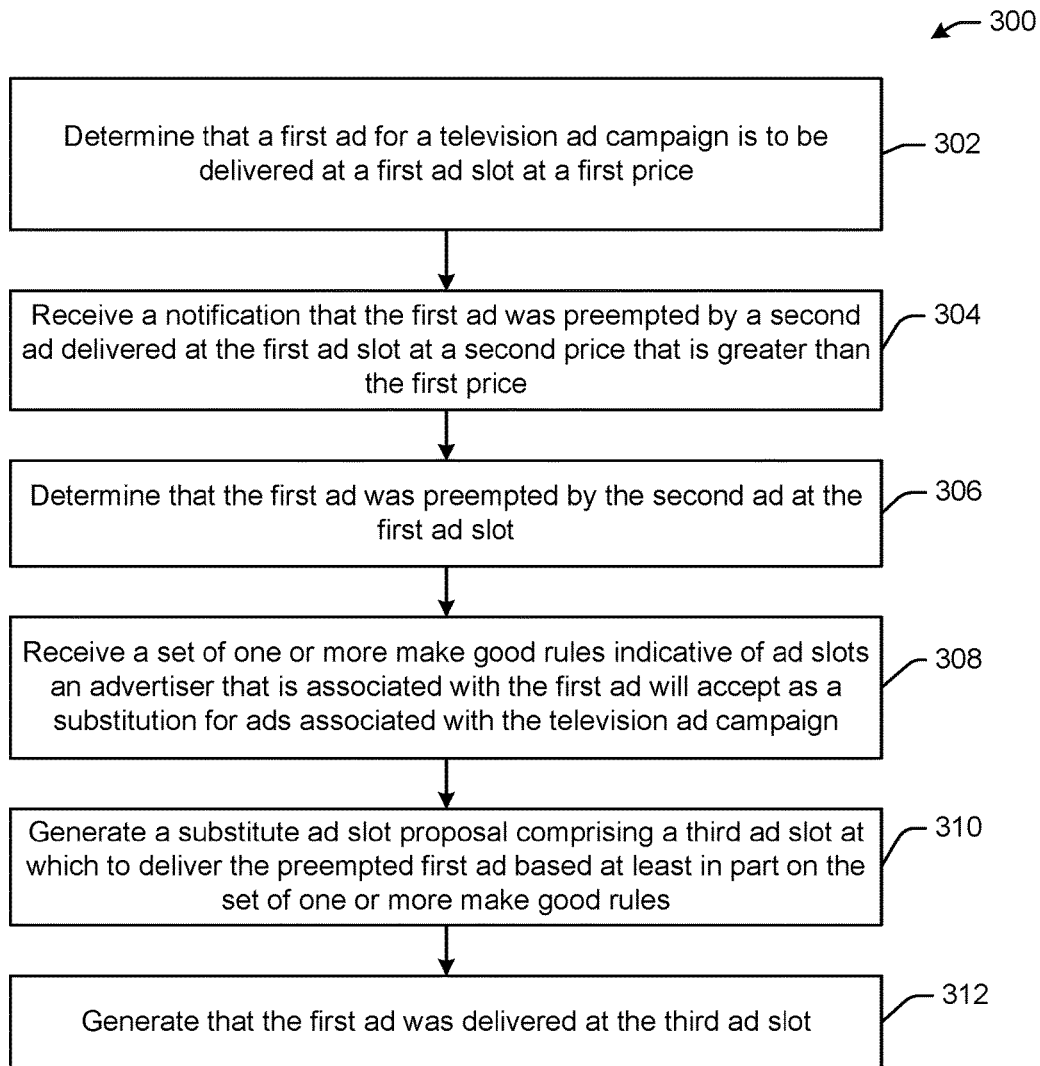 300
Determine that a first ad for a television ad campaign is to be
delivered at a first ad slot at a first price
302
Receive a notification that the first ad was preempted by a second
ad delivered at the first ad slot at a second price that is greater than
the first price
304
Determine that the first ad was preempted by the second ad at the
first ad slot
306
Receive a set of one or more make good rules indicative of ad slots
an advertiser that is associated with the first ad will accept as a
substitution for ads associated with the television ad campaign
308
Generate a substitute ad slot proposal comprising a third ad slot at
which to deliver the preempted first ad based at least in part on the
set of one or more make good rules
310
Generate that the first ad was delivered at the third ad slot
312